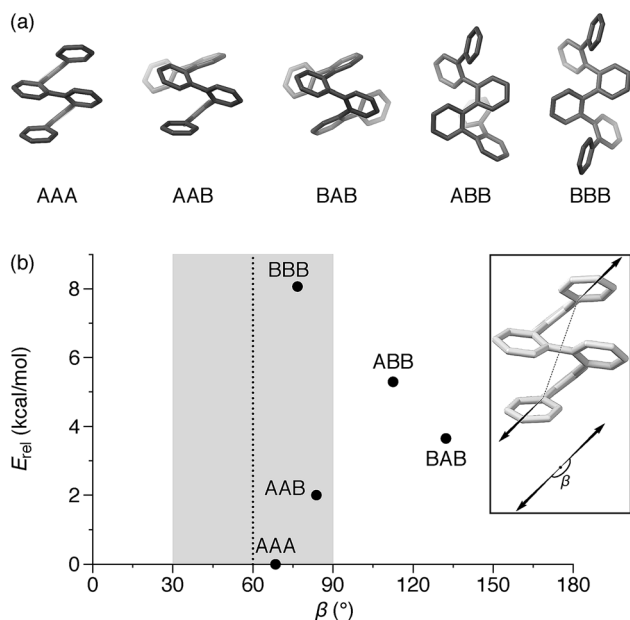 (a)
AAA AAB BAB ABB BBB
(b)
BBB
ABB
BAB
AAB
AAA
8
6
4
2
0
E_rel (kcal/mol)
0 30 60 90 120 150 180
β (°)
β